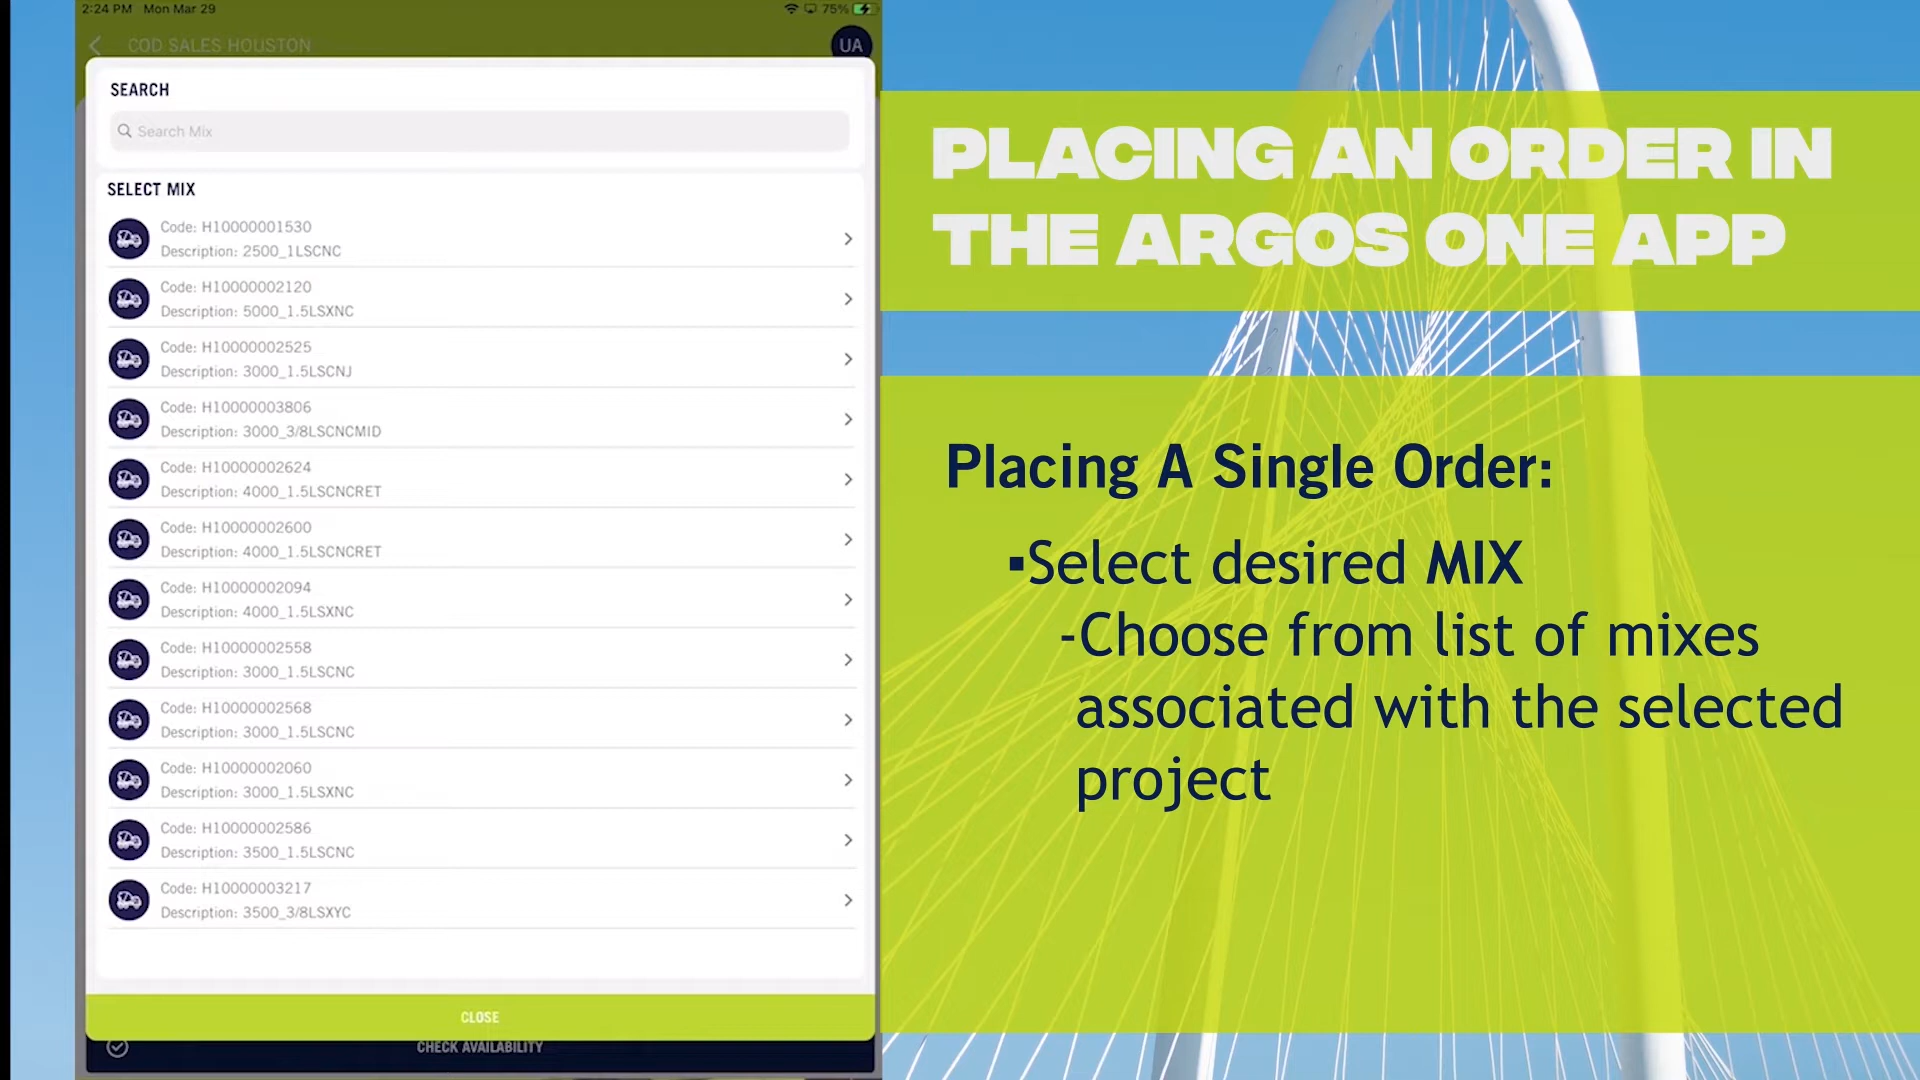 2:24 PM Mon Mar 29
75%
COD SALES HOUSTON
UA
SEARCH
Search Mix
SELECT MIX
Code: H10000001530
Description: 2500_1LSCNC
Code: H10000002120
Description: 5000_1.5LSXNC
Code: H10000002525
Description: 3000_1.5LSCNJ
Code: H10000003806
Description: 3000_3/8LSCNCMID
Code: H10000002624
Description: 4000_1.5LSCNCRET
Code: H10000002600
Description: 4000_1.5LSCNCRET
Code: H10000002094
Description: 4000_1.5LSXNC
Code: H10000002558
Description: 3000_1.5LSCNC
Code: H10000002568
Description: 3000_1.5LSCNC
Code: H10000002060
Description: 3000_1.5LSXNC
Code: H10000002586
Description: 3500_1.5LSCNC
Code: H10000003217
Description: 3500_3/8LSXYC
CLOSE
CHECK AVAILABILITY
PLACING AN ORDER IN
THE ARGOS ONE APP
Placing A Single Order:
▪Select desired MIX
-Choose from list of mixes
associated with the selected
project